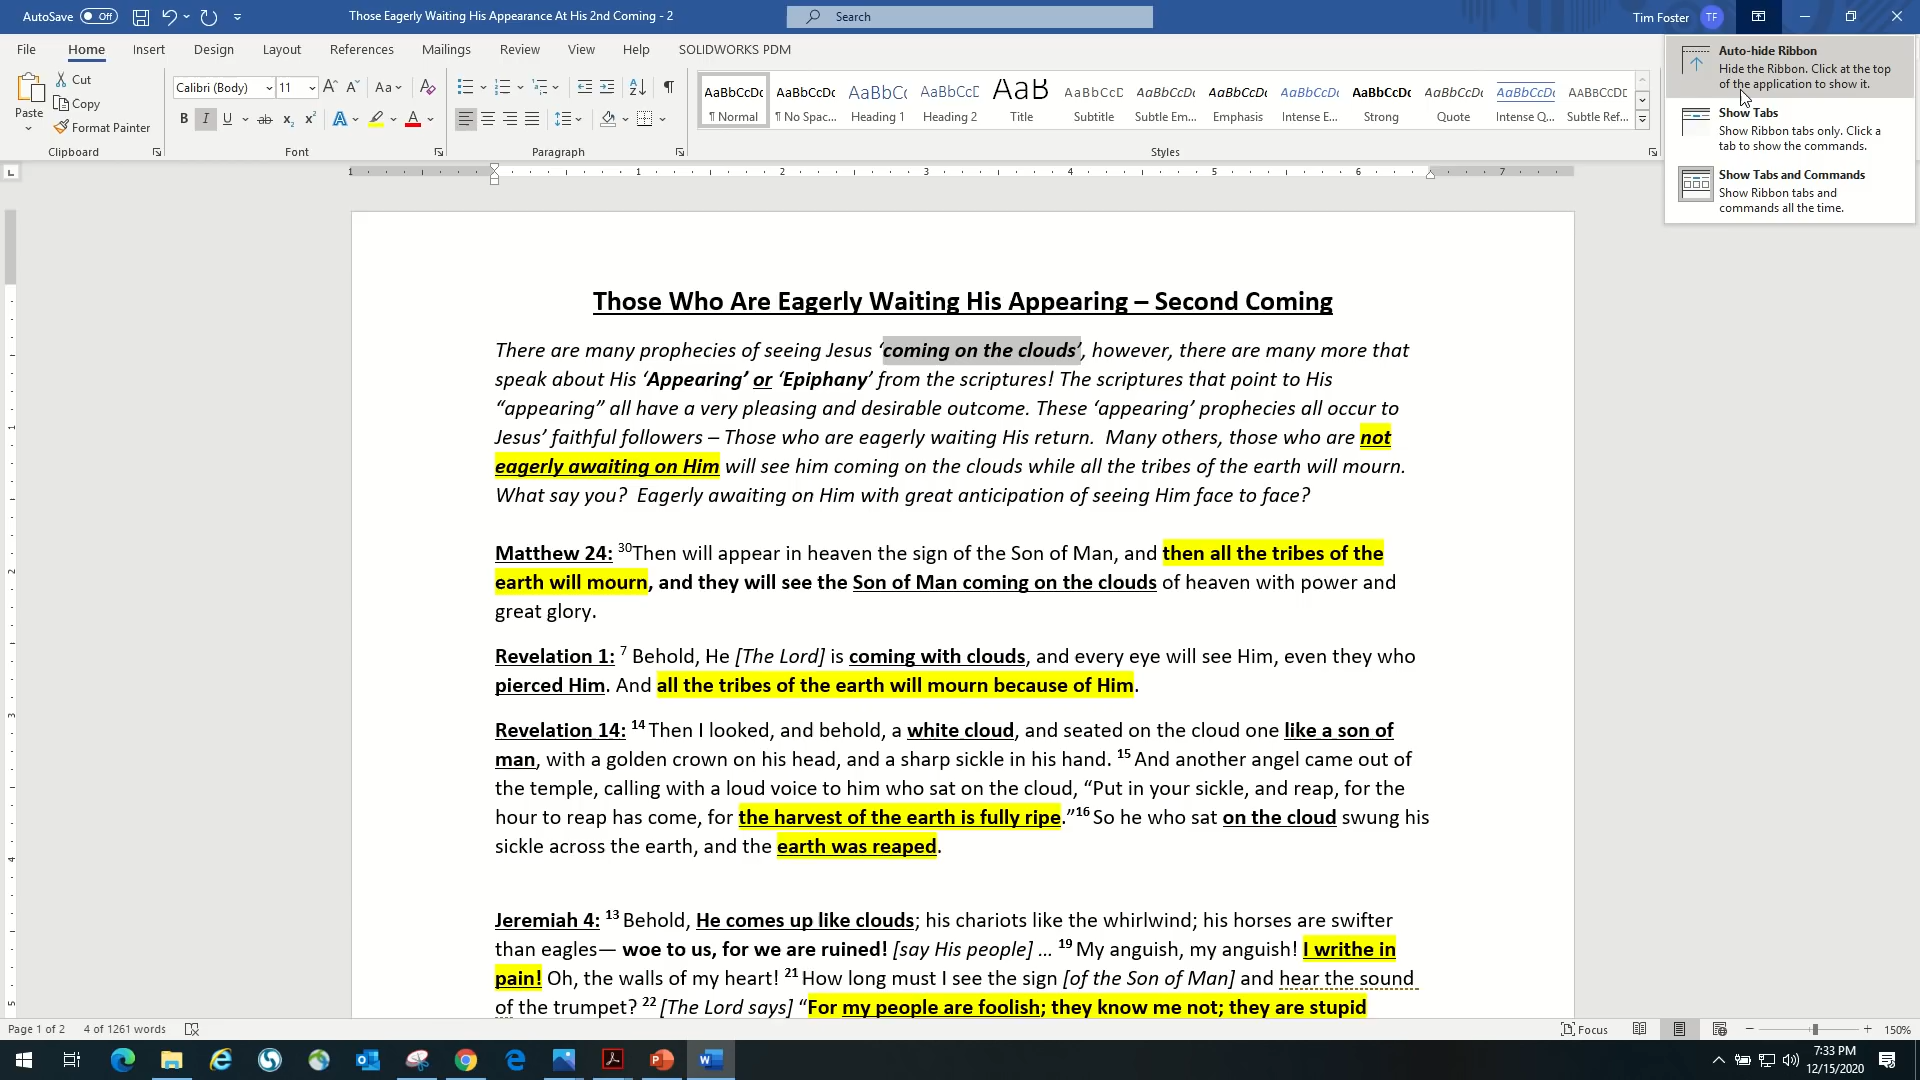 AutoSave Off
Those Eagerly Waiting His Appearance At His 2nd Coming - 2
Search
Tim Foster TF
File Home Insert Design Layout References Mailings Review View Help SOLIDWORKS PDM
Paste
Cut
Copy
Format Painter
Clipboard
Calibri (Body) 11
Font
Paragraph
AaBbCcDc AaBbCcDc AaBbCc AaBbCcD AaB AaBbCcD AaBbCcDc AaBbCcDc AaBbCcDc AaBbCcDc AaBbCcDc AaBbCcDc AABBCCDE
¶ Normal ¶ No Spac... Heading 1 Heading 2 Title Subtitle Subtle Em... Emphasis Intense E... Strong Quote Intense Q... Subtle Ref...
Styles
Auto-hide Ribbon
Hide the Ribbon. Click at the top
of the application to show it.
Show Tabs
Show Ribbon tabs only. Click a
tab to show the commands.
Show Tabs and Commands
Show Ribbon tabs and
commands all the time.
1 1 2 3 4 5 6 7
Those Who Are Eagerly Waiting His Appearing – Second Coming
There are many prophecies of seeing Jesus ‘coming on the clouds’, however, there are many more that
speak about His ‘Appearing’ or ‘Epiphany’ from the scriptures! The scriptures that point to His
“appearing” all have a very pleasing and desirable outcome. These ‘appearing’ prophecies all occur to
Jesus’ faithful followers – Those who are eagerly waiting His return.  Many others, those who are not
eagerly awaiting on Him will see him coming on the clouds while all the tribes of the earth will mourn.
What say you?  Eagerly awaiting on Him with great anticipation of seeing Him face to face?
Matthew 24: 30Then will appear in heaven the sign of the Son of Man, and then all the tribes of the
earth will mourn, and they will see the Son of Man coming on the clouds of heaven with power and
great glory.
Revelation 1: 7 Behold, He [The Lord] is coming with clouds, and every eye will see Him, even they who
pierced Him. And all the tribes of the earth will mourn because of Him.
Revelation 14: 14 Then I looked, and behold, a white cloud, and seated on the cloud one like a son of
man, with a golden crown on his head, and a sharp sickle in his hand. 15 And another angel came out of
the temple, calling with a loud voice to him who sat on the cloud, “Put in your sickle, and reap, for the
hour to reap has come, for the harvest of the earth is fully ripe.”16 So he who sat on the cloud swung his
sickle across the earth, and the earth was reaped.
Jeremiah 4: 13 Behold, He comes up like clouds; his chariots like the whirlwind; his horses are swifter
than eagles— woe to us, for we are ruined! [say His people] … 19 My anguish, my anguish! I writhe in
pain! Oh, the walls of my heart! 21 How long must I see the sign [of the Son of Man] and hear the sound
of the trumpet? 22 [The Lord says] “For my people are foolish; they know me not; they are stupid
Page 1 of 2 4 of 1261 words Focus 150%
7:33 PM
12/15/2020